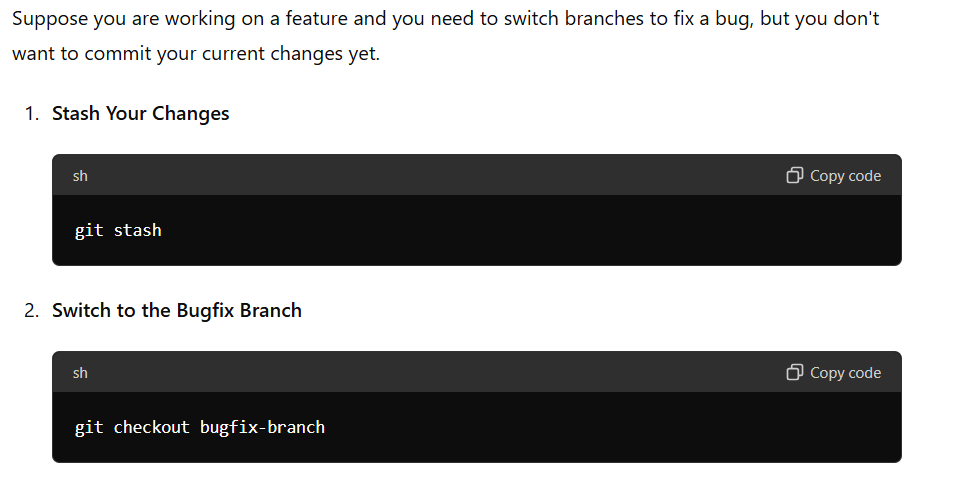 Suppose you are working on a feature and you need to switch branches to fix a bug, but you don't
want to commit your current changes yet.
1. Stash Your Changes
sh Copy code
git stash
2. Switch to the Bugfix Branch
sh Copy code
git checkout bugfix-branch